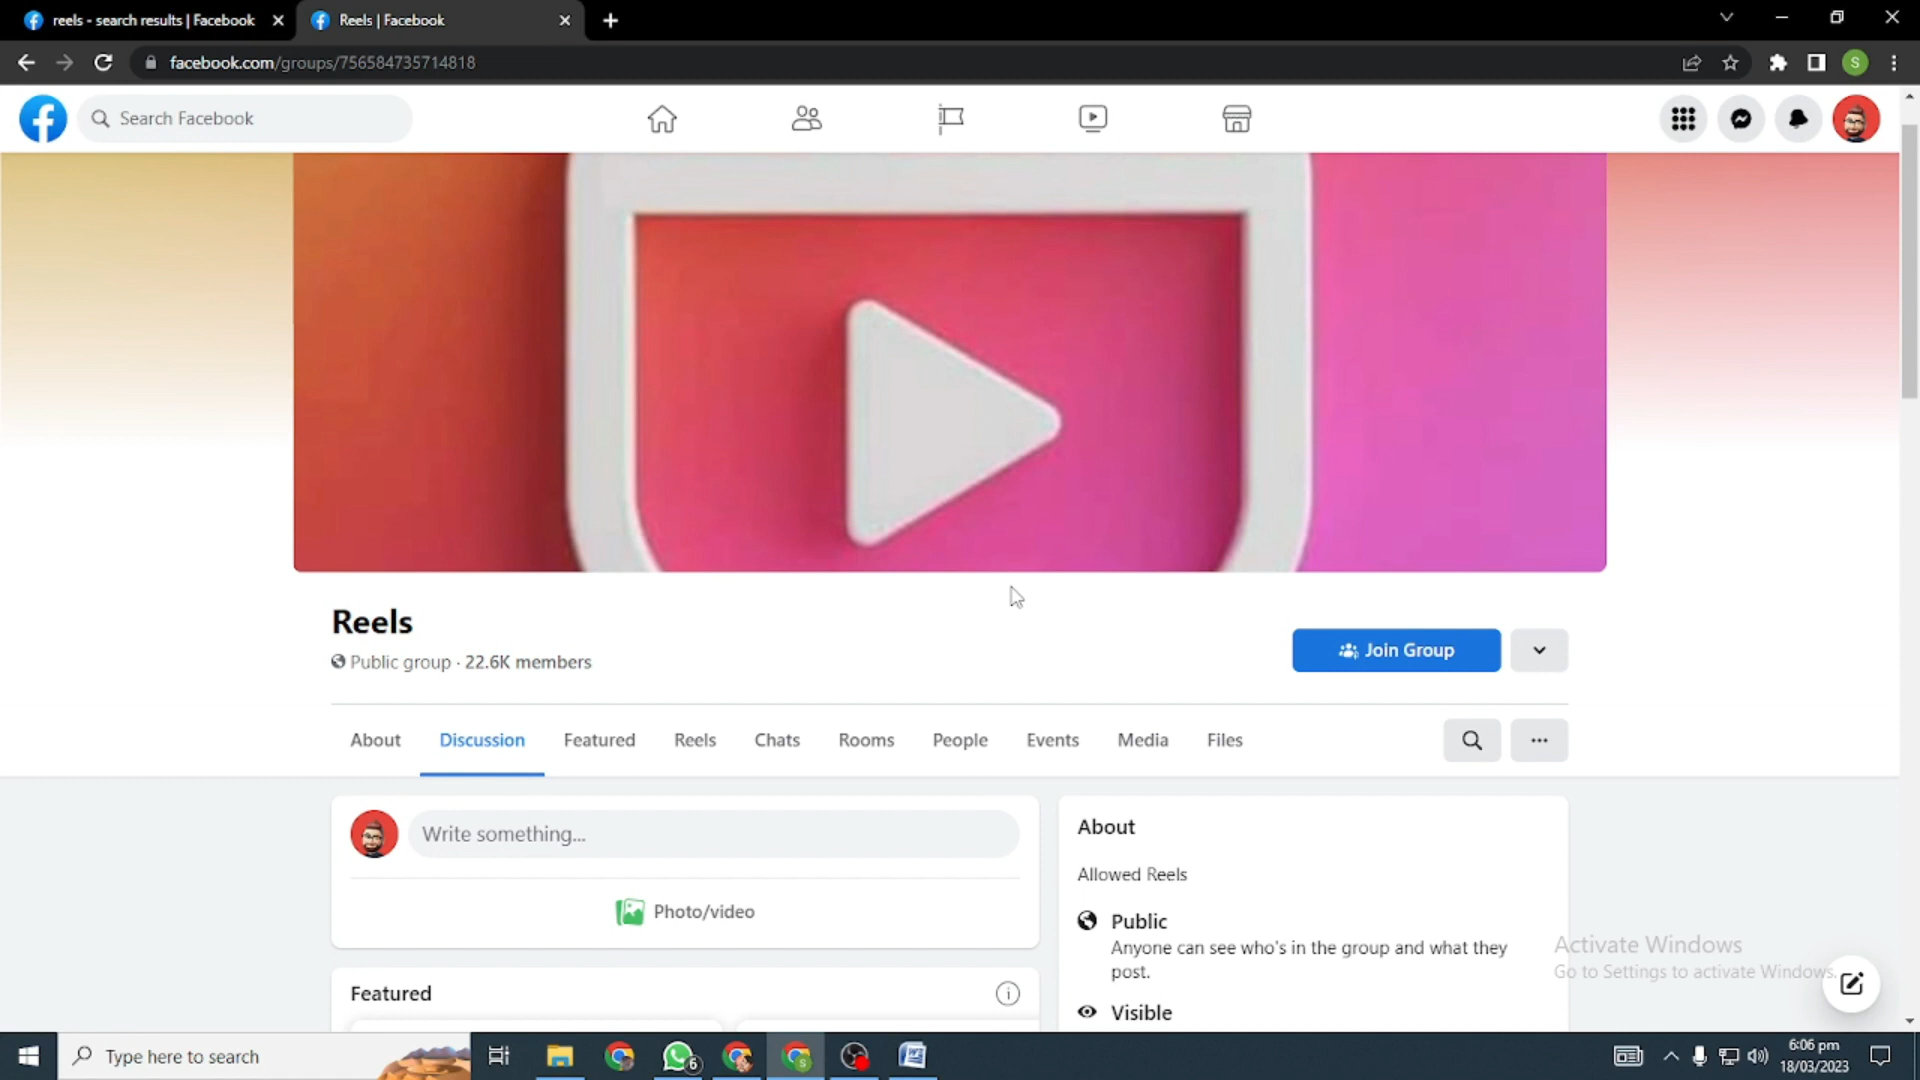 reels - search results | Facebook
Reels | Facebook
facebook.com/groups/756584735714818
S
Search Facebook
Reels
Public group · 22.6K members
Join Group
About
Discussion
Featured
Reels
Chats
Rooms
People
Events
Media
Files
Write something...
Photo/video
Featured
About
Allowed Reels
Public
Anyone can see who's in the group and what they
post.
Visible
Activate Windows
Go to Settings to activate Windows.
Type here to search
6
S
6:06 pm
18/03/2023